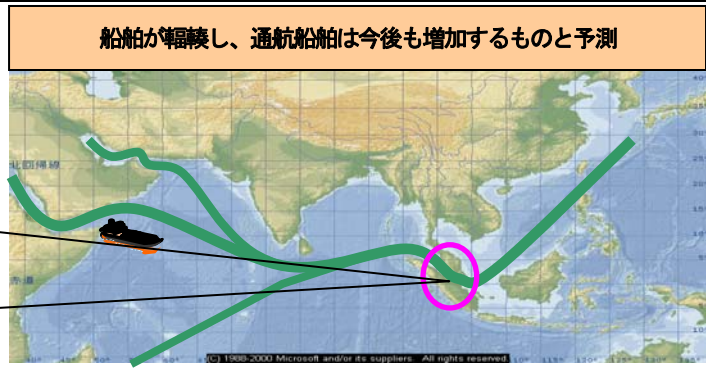 船舶が輻輳し、通航船舶は今後も増加するものと予測
北回帰線
赤道
(C) 1988-2000 Microsoft and/or its suppliers. All rights reserved.